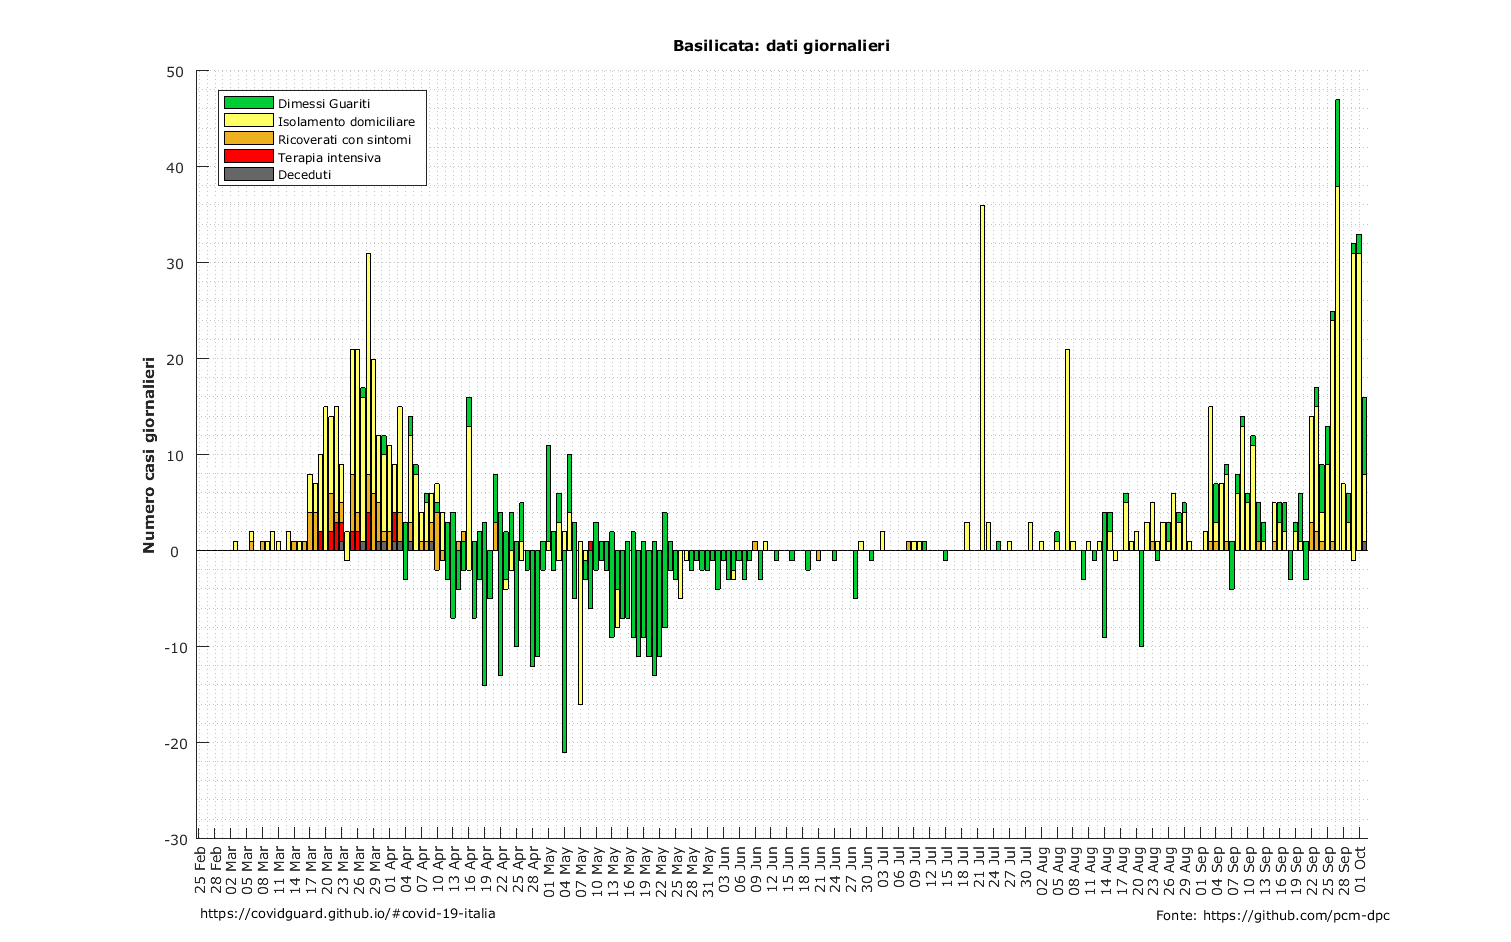 Basilicata: dati giornalieri
50
40
30
20
10
0
-10
-20
-30
Numero casi giornalieri
Dimessi Guariti
Isolamento domiciliare
Ricoverati con sintomi
Terapia intensiva
Deceduti
25 Feb
28 Feb
02 Mar
05 Mar
08 Mar
11 Mar
14 Mar
17 Mar
20 Mar
23 Mar
26 Mar
29 Mar
01 Apr
04 Apr
07 Apr
10 Apr
13 Apr
16 Apr
19 Apr
22 Apr
25 Apr
28 Apr
01 May
04 May
07 May
10 May
13 May
16 May
19 May
22 May
25 May
28 May
31 May
03 Jun
06 Jun
09 Jun
12 Jun
15 Jun
18 Jun
21 Jun
24 Jun
27 Jun
30 Jun
03 Jul
06 Jul
09 Jul
12 Jul
15 Jul
18 Jul
21 Jul
24 Jul
27 Jul
30 Jul
02 Aug
05 Aug
08 Aug
11 Aug
14 Aug
17 Aug
20 Aug
23 Aug
26 Aug
29 Aug
01 Sep
04 Sep
07 Sep
10 Sep
13 Sep
16 Sep
19 Sep
22 Sep
25 Sep
28 Sep
01 Oct
https://covidguard.github.io/#covid-19-italia
Fonte: https://github.com/pcm-dpc